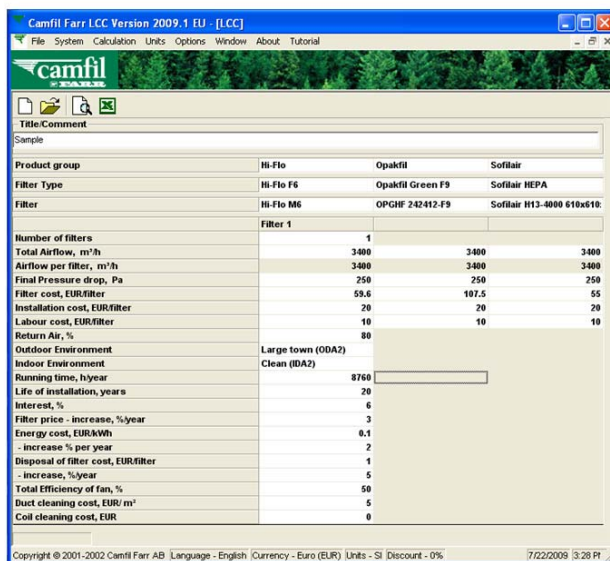 Camfil Farr LCC Version 2009.1 EU - [LCC]
File System Calculation Units Options Window About Tutorial
camfil
FARR
Title/Comment
Sample
Product group Hi-Flo Opakfil Sofilair
Filter Type Hi-Flo F6 Opakfil Green F9 Sofilair HEPA
Filter Hi-Flo M6 OPGHF 242412-F9 Sofilair H13-4000 610x610:
Filter 1
Number of filters 1
Total Airflow, m³/h 3400 3400 3400
Airflow per filter, m³/h 3400 3400 3400
Final Pressure drop, Pa 250 250 250
Filter cost, EUR/filter 59.6 107.5 55
Installation cost, EUR/filter 20 20 20
Labour cost, EUR/filter 10 10 10
Return Air, % 80
Outdoor Environment Large town (ODA2)
Indoor Environment Clean (IDA2)
Running time, h/year 8760
Life of installation, years 20
Interest, % 6
Filter price - increase, %/year 3
Energy cost, EUR/kWh 0.1
- increase % per year 2
Disposal of filter cost, EUR/filter 1
- increase, %/year 5
Total Efficiency of fan, % 50
Duct cleaning cost, EUR/ m² 5
Coil cleaning cost, EUR 0
Copyright © 2001-2002 Camfil Farr AB Language - English Currency - Euro (EUR) Units - SI Discount - 0% 7/22/2009 3:28 PM